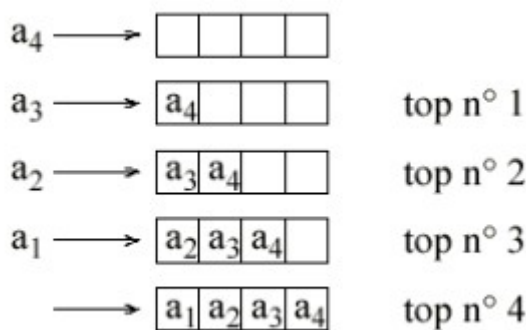 a₄
a₃ a₄ top n° 1
a₂ a₃ a₄ top n° 2
a₁ a₂ a₃ a₄ top n° 3
a₁ a₂ a₃ a₄ top n° 4